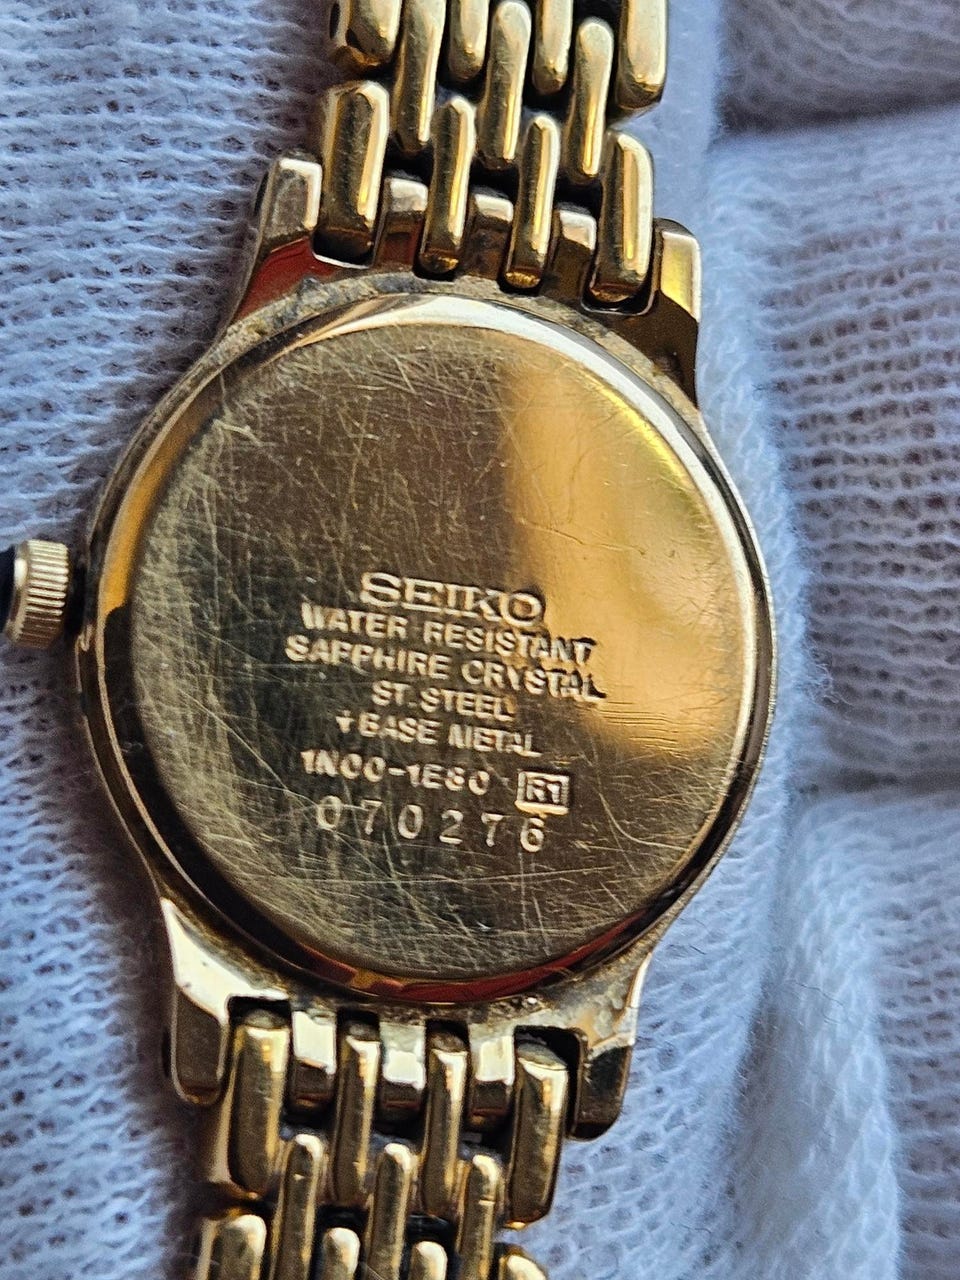 SEIKO
WATER RESISTANT
SAPPHIRE CRYSTAL
ST.STEEL
+BASE METAL
1N00-1E80 R1
070276